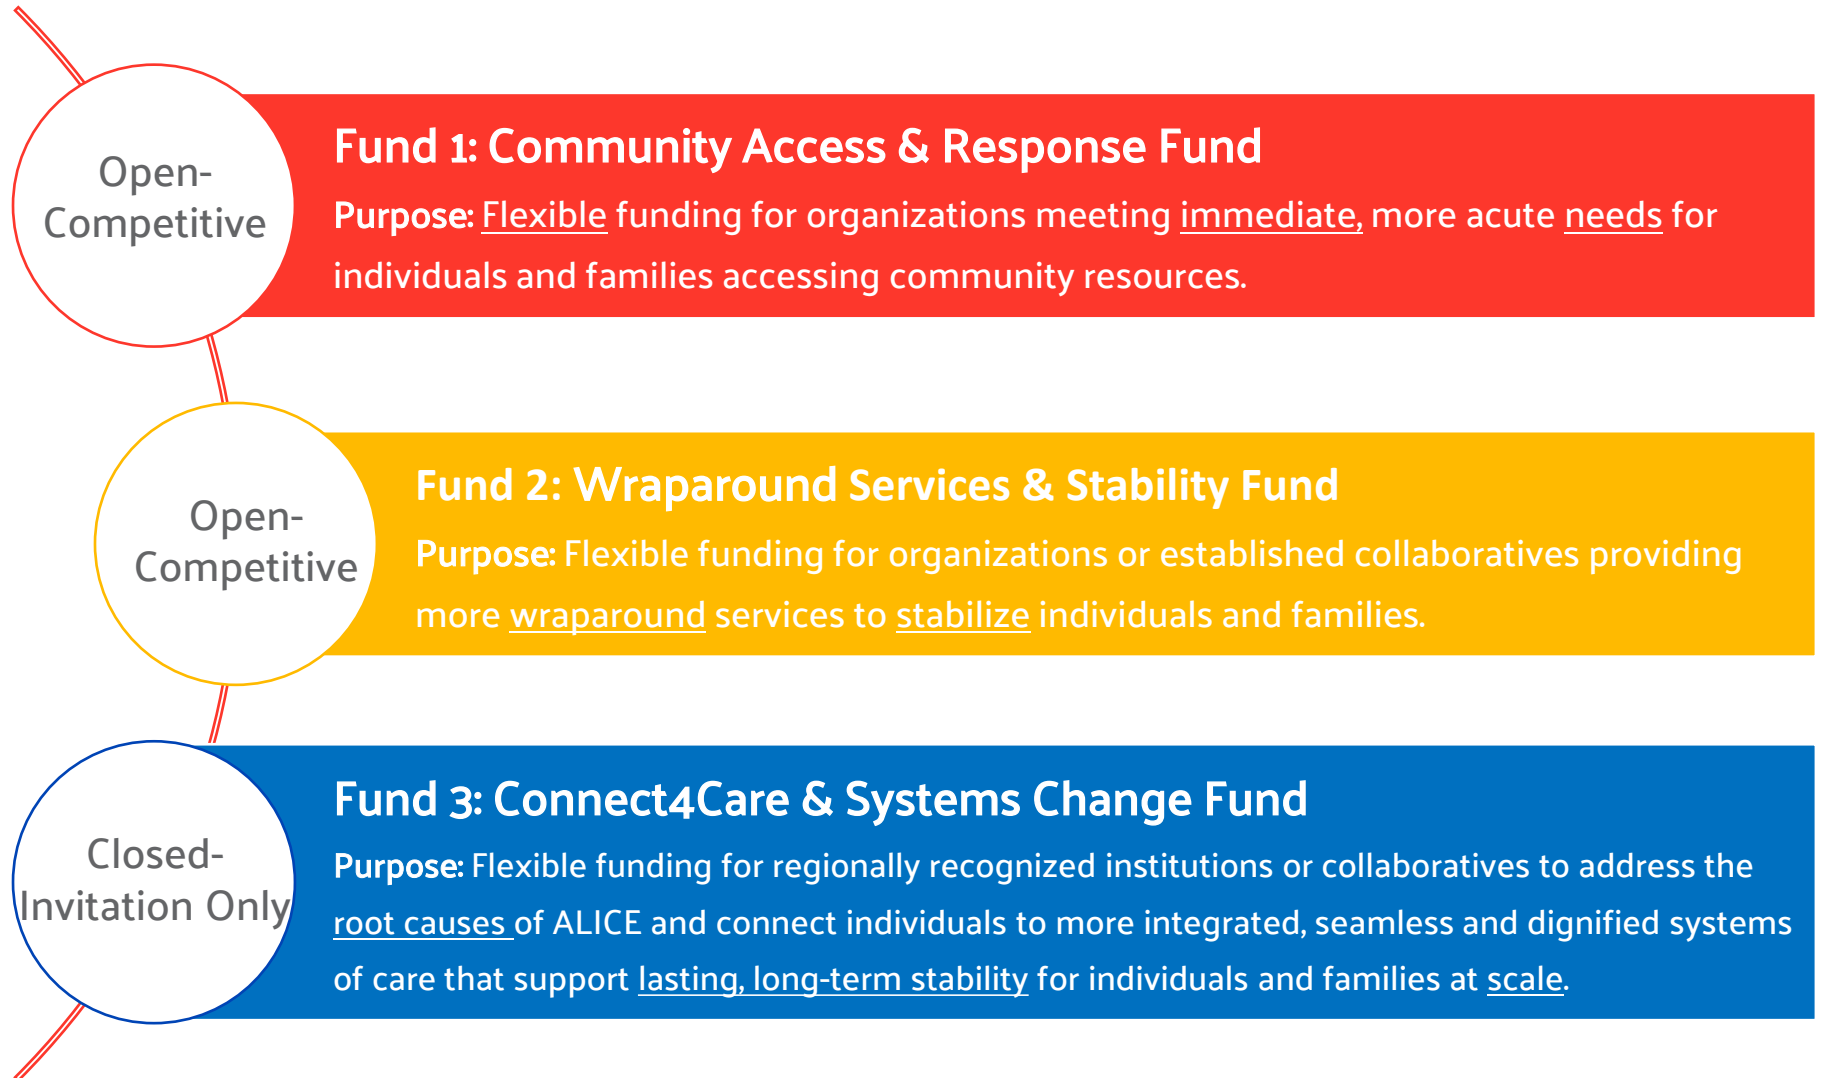 Open-
Competitive
Fund 1: Community Access & Response Fund
Purpose: Flexible funding for organizations meeting immediate, more acute needs for
individuals and families accessing community resources.
Open-
Competitive
Fund 2: Wraparound Services & Stability Fund
Purpose: Flexible funding for organizations or established collaboratives providing
more wraparound services to stabilize individuals and families.
Closed-
Invitation Only
Fund 3: Connect4Care & Systems Change Fund
Purpose: Flexible funding for regionally recognized institutions or collaboratives to address the
root causes of ALICE and connect individuals to more integrated, seamless and dignified systems
of care that support lasting, long-term stability for individuals and families at scale.